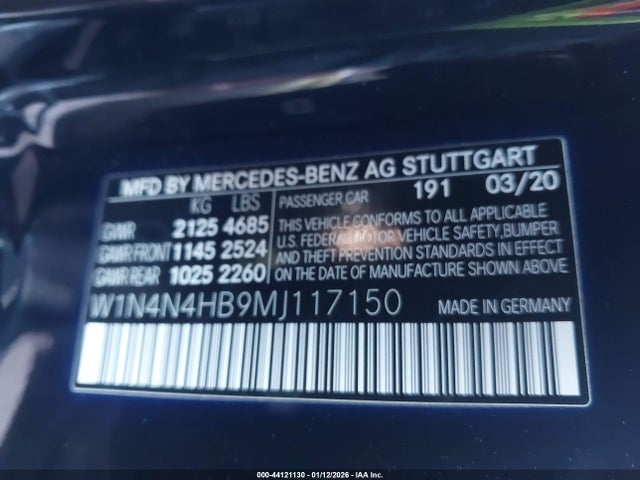 MFD BY MERCEDES-BENZ AG STUTTGART
KG LBS
GVWR 2125 4685
GAWR FRONT 1145 2524
GAWR REAR 1025 2260
PASSENGER CAR 191 03/20
THIS VEHICLE CONFORMS TO ALL APPLICABLE
U.S. FEDERAL MOTOR VEHICLE SAFETY, BUMPER
AND THEFT PREVENTION STANDARDS IN EFFECT
ON THE DATE OF MANUFACTURE SHOWN ABOVE.
W1N4N4HB9MJ117150 MADE IN GERMANY
000-44121130 - 01/12/2026 - IAA Inc.